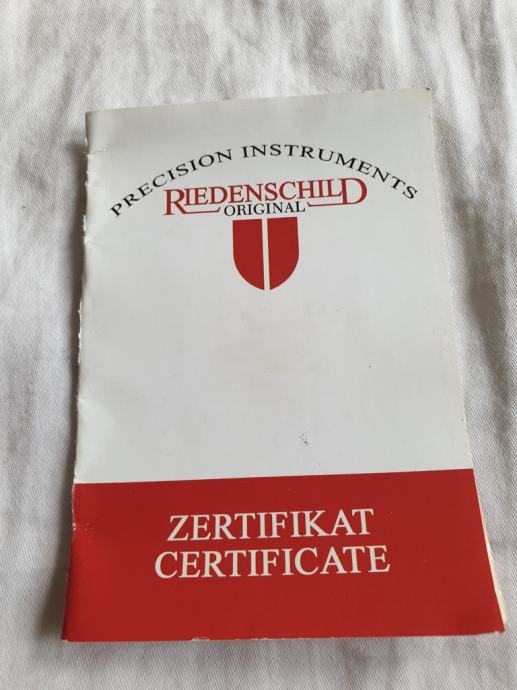 PRECISION INSTRUMENTS
RIEDENSCHILD
ORIGINAL
ZERTIFIKAT
CERTIFICATE